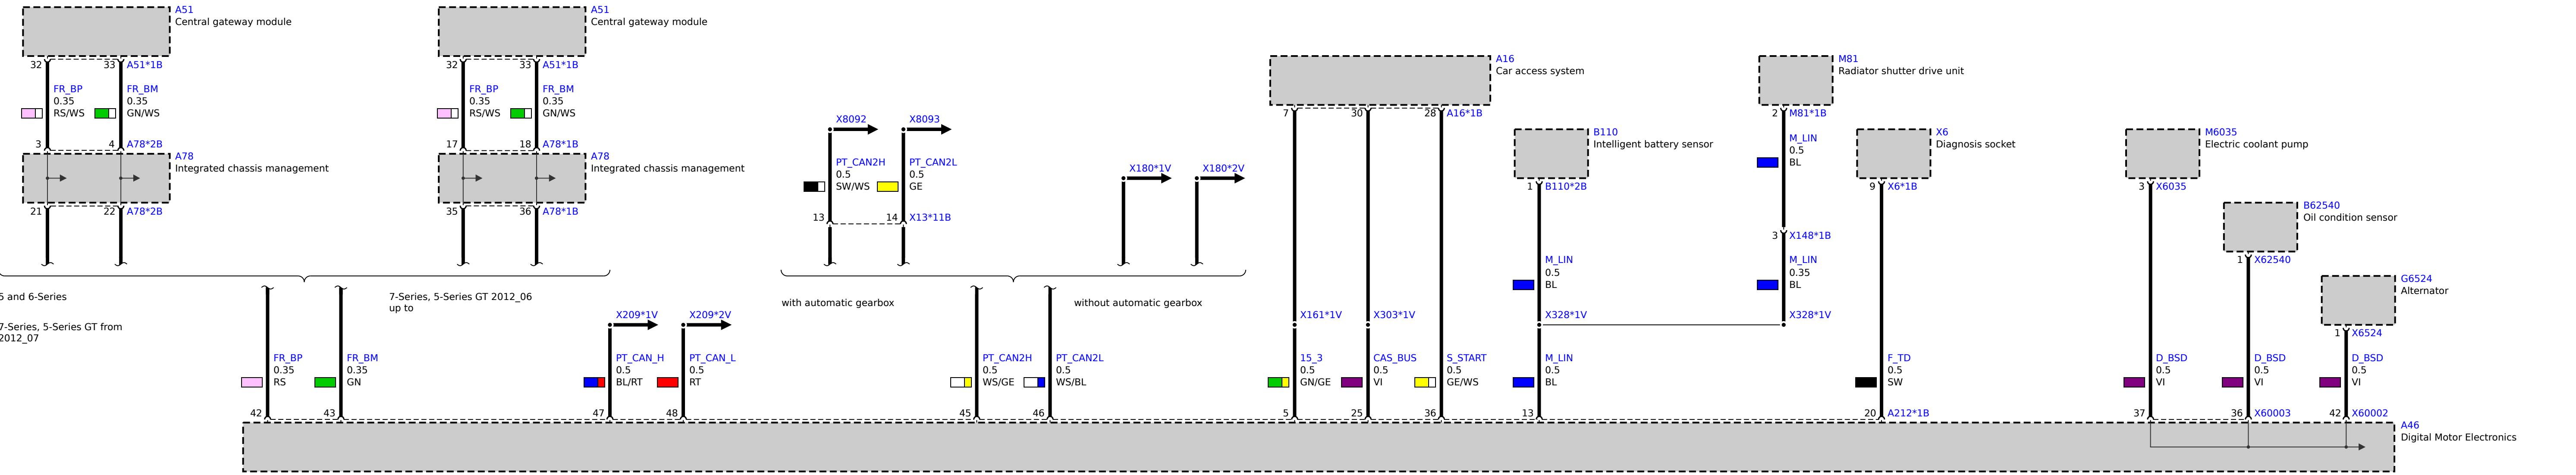 A51
Central gateway module
A51
Central gateway module
32
33
A51*1B
32
33
A51*1B
FR_BP
0.35
RS/WS
FR_BM
0.35
GN/WS
FR_BP
0.35
RS/WS
FR_BM
0.35
GN/WS
3
4
A78*2B
17
18
A78*1B
A78
Integrated chassis management
A78
Integrated chassis management
21
22
A78*2B
35
36
A78*1B
X8092
X8093
PT_CAN2H
0.5
SW/WS
PT_CAN2L
0.5
GE
13
14
X13*11B
X180*1V
X180*2V
A16
Car access system
7
30
28
A16*1B
M81
Radiator shutter drive unit
2
M81*1B
M_LIN
0.5
BL
B110
Intelligent battery sensor
1
B110*2B
X6
Diagnosis socket
9
X6*1B
M6035
Electric coolant pump
3
X6035
B62540
Oil condition sensor
1
X62540
G6524
Alternator
1
X6524
3
X148*1B
M_LIN
0.5
BL
M_LIN
0.35
BL
5 and 6-Series
7-Series, 5-Series GT from
2012_07
7-Series, 5-Series GT 2012_06
up to
with automatic gearbox
without automatic gearbox
X209*1V
X209*2V
X161*1V
X303*1V
X328*1V
X328*1V
FR_BP
0.35
RS
FR_BM
0.35
GN
PT_CAN_H
0.5
BL/RT
PT_CAN_L
0.5
RT
PT_CAN2H
0.5
WS/GE
PT_CAN2L
0.5
WS/BL
15_3
0.5
GN/GE
CAS_BUS
0.5
VI
S_START
0.5
GE/WS
M_LIN
0.5
BL
F_TD
0.5
SW
D_BSD
0.5
VI
D_BSD
0.5
VI
D_BSD
0.5
VI
42
43
47
48
45
46
5
25
36
13
20
A212*1B
37
36
X60003
42
X60002
A46
Digital Motor Electronics